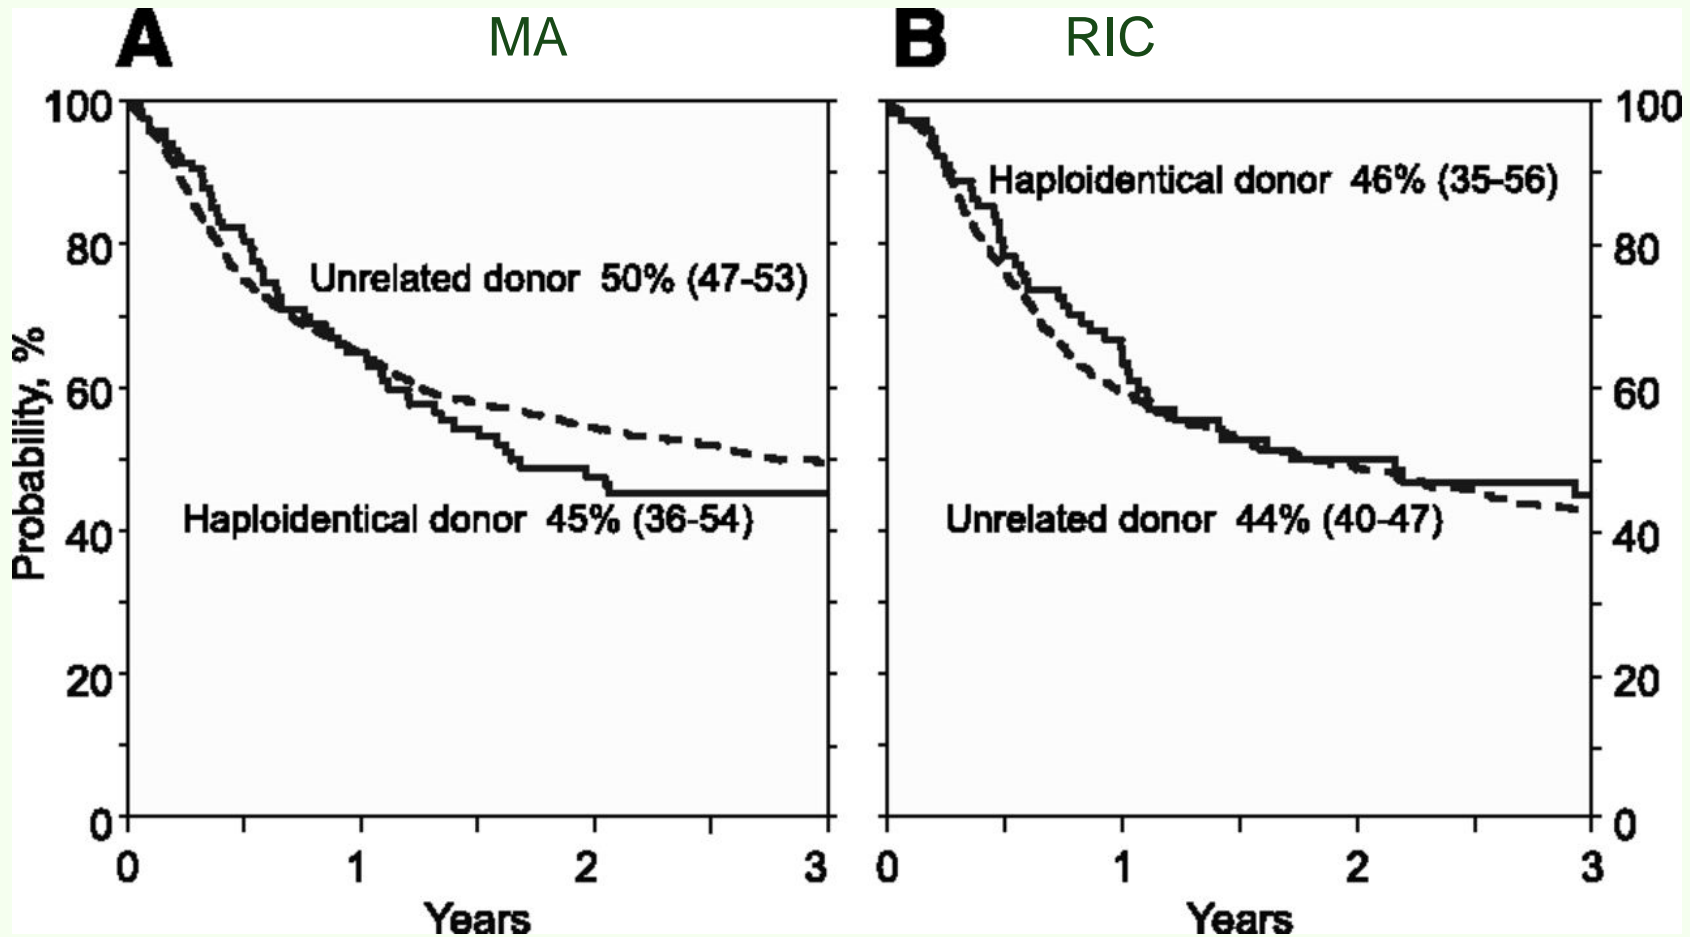 A MA
B RIC
100
80
60
40
20
0
Probability, %
Unrelated donor 50% (47-53)
Haploidentical donor 45% (36-54)
0 1 2 3
Years
Haploidentical donor 46% (35-56)
Unrelated donor 44% (40-47)
100
80
60
40
20
0
0 1 2 3
Years